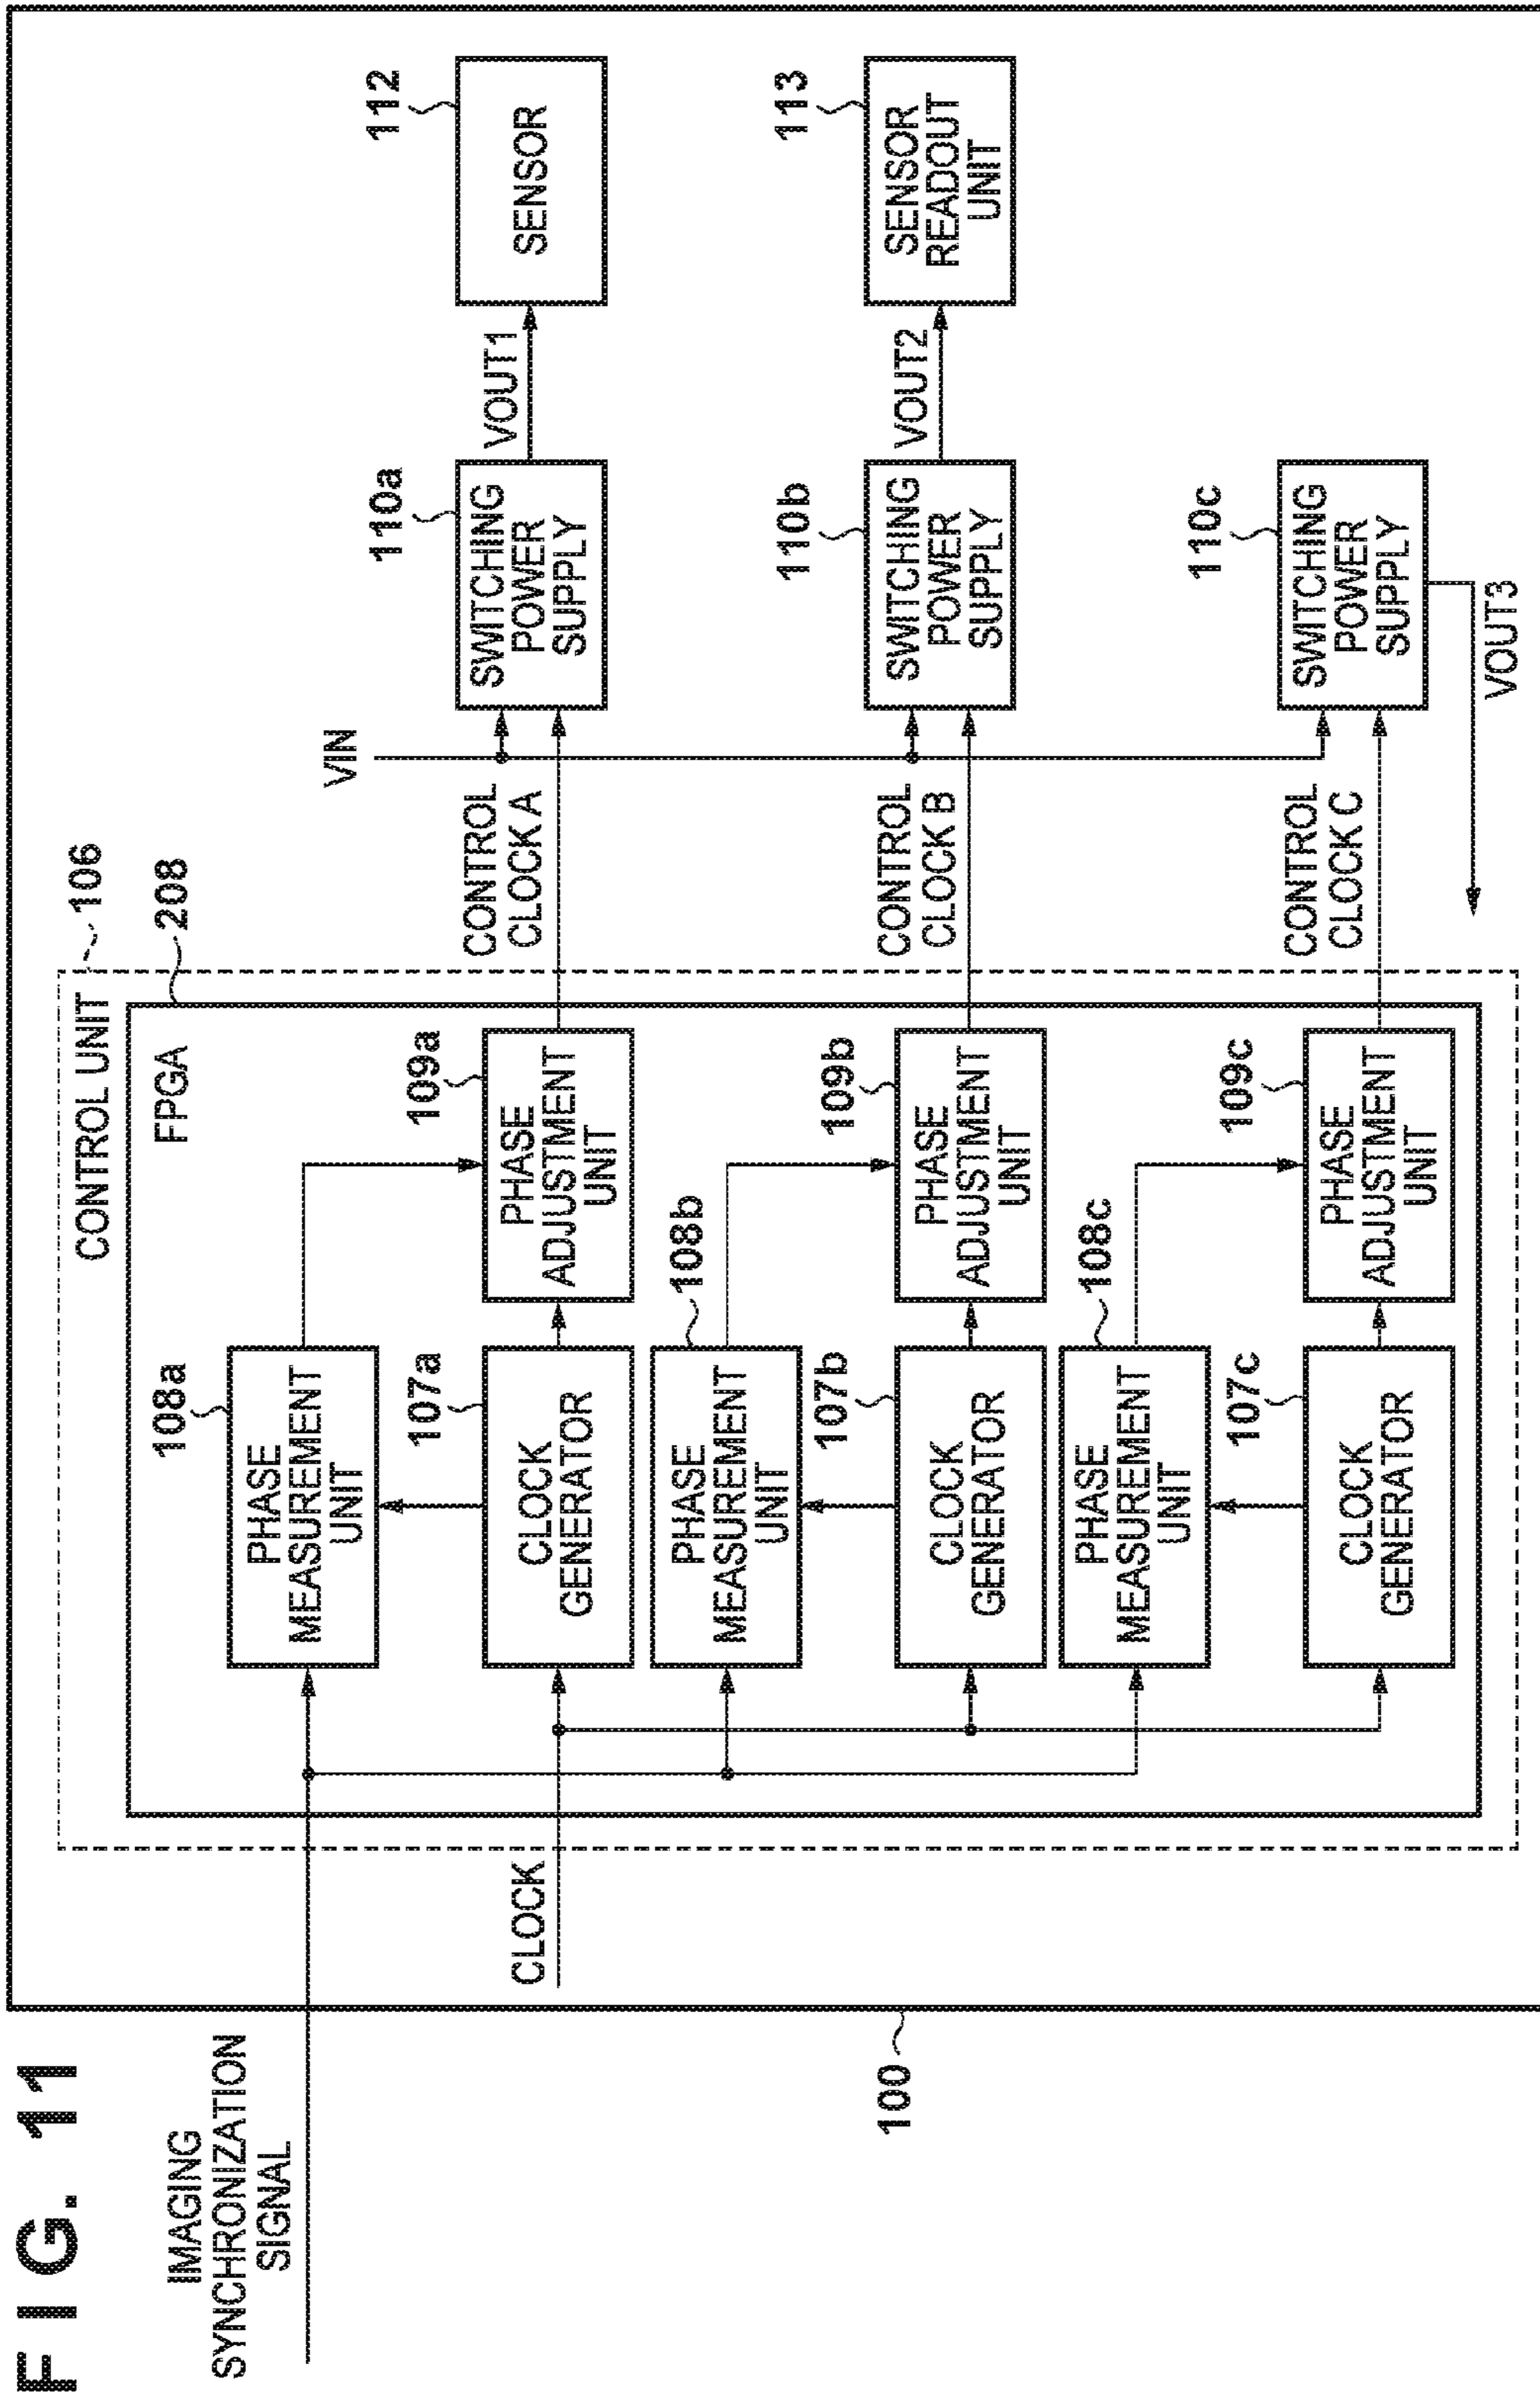 FIG. 11
IMAGING
SYNCHRONIZATION
SIGNAL
CLOCK
100
CONTROL UNIT
106
FPGA
208
PHASE
MEASUREMENT
UNIT
108a
CLOCK
GENERATOR
107a
PHASE
ADJUSTMENT
UNIT
109a
CONTROL
CLOCK A
VIN
SWITCHING
POWER
SUPPLY
110a
VOUT1
SENSOR
112
PHASE
MEASUREMENT
UNIT
108b
CLOCK
GENERATOR
107b
PHASE
ADJUSTMENT
UNIT
109b
CONTROL
CLOCK B
SWITCHING
POWER
SUPPLY
110b
VOUT2
SENSOR
READOUT
UNIT
113
PHASE
MEASUREMENT
UNIT
108c
CLOCK
GENERATOR
107c
PHASE
ADJUSTMENT
UNIT
109c
CONTROL
CLOCK C
SWITCHING
POWER
SUPPLY
110c
VOUT3